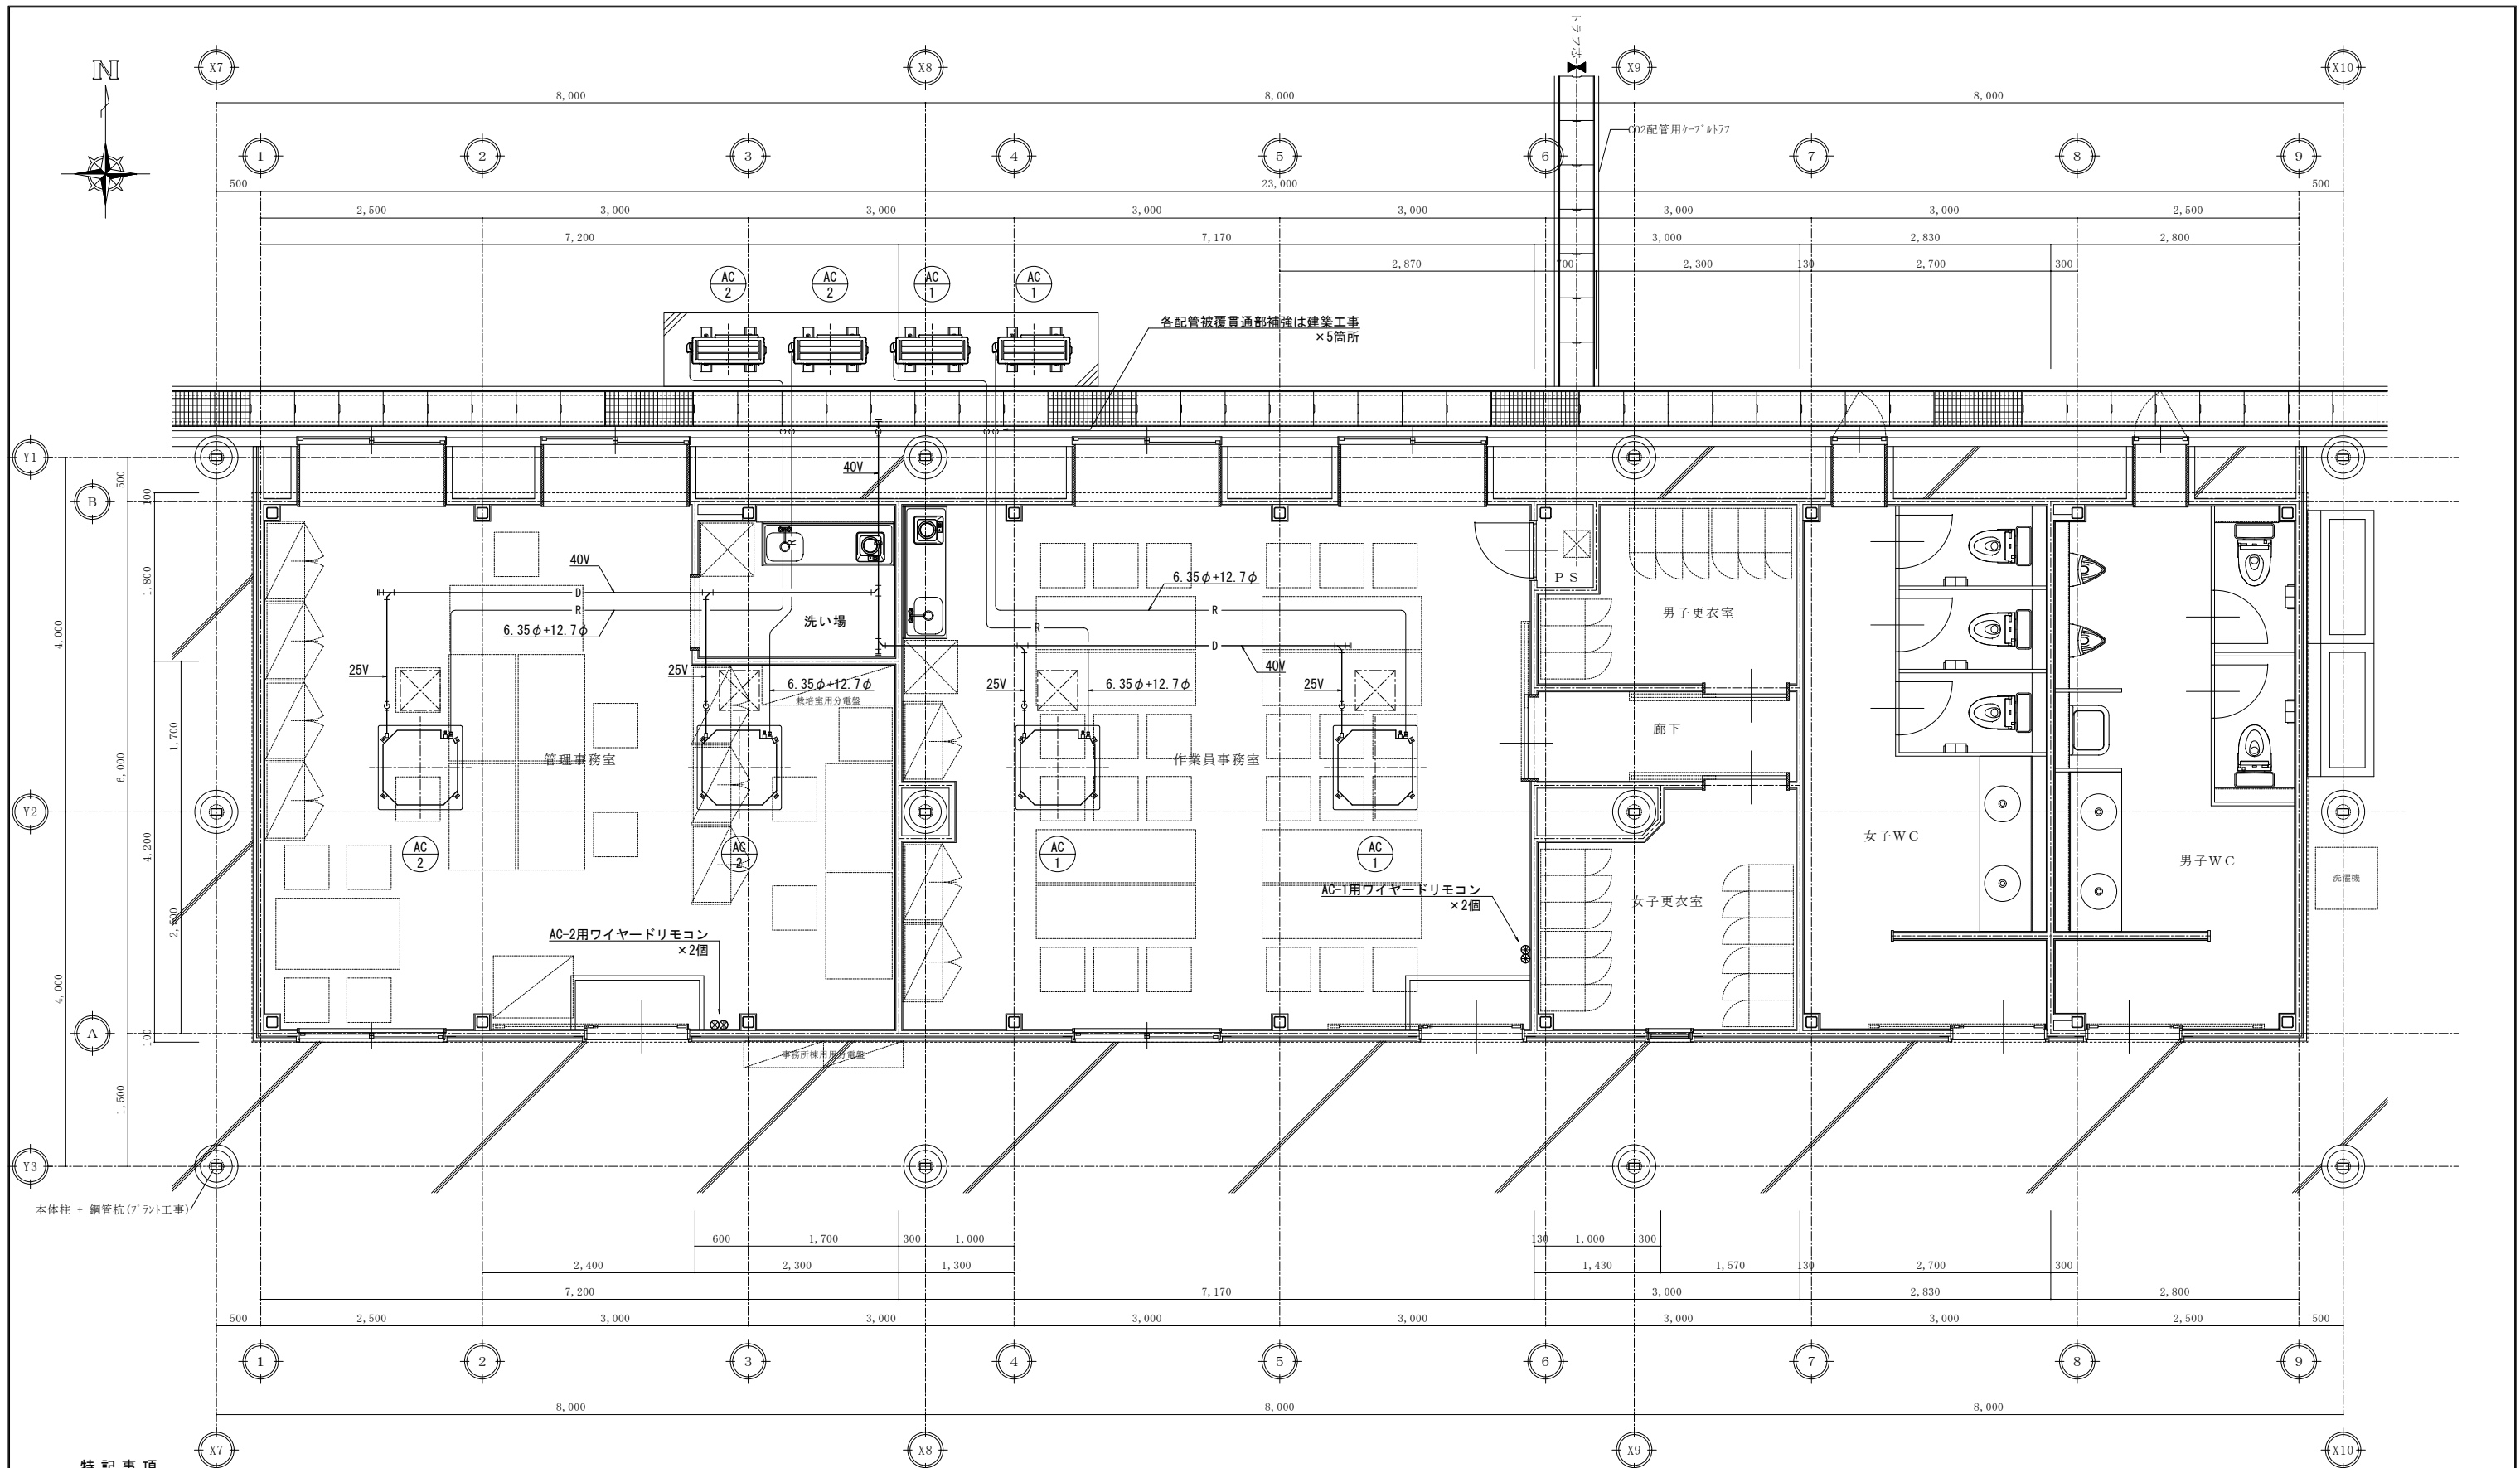 トラフ芯
N
X7
X8
X9
X10
8,000
8,000
8,000
CO2配管用ｹｰﾌﾞﾙﾄﾗﾌ
1
2
3
4
5
6
7
8
9
500
23,000
500
2,500
3,000
3,000
3,000
3,000
3,000
3,000
2,500
7,200
7,170
3,000
2,830
2,800
2,870
700
2,300
130
2,700
300
AC
2
AC
2
AC
1
AC
1
各配管被覆貫通部補強は建築工事
×5箇所
Y1
B
500
100
40V
R
40V
D
R
6.35φ+12.7φ
洗い場
6.35φ+12.7φ
R
R
D
40V
PS
男子更衣室
1,800
4,000
25V
25V
6.35φ+12.7φ
栽培室用分電盤
25V
6.35φ+12.7φ
25V
1,700
6,000
管理事務室
作業員事務室
廊下
Y2
4,200
女子WC
男子WC
AC
2
AC
2
AC
1
AC
1
洗濯機
AC-1用ワイヤードリモコン
×2個
女子更衣室
AC-2用ワイヤードリモコン
×2個
4,000
A
100
1,500
Y3
本体柱 + 鋼管杭(ﾌﾟﾗﾝﾄ工事)
600
1,700
300
1,000
130
1,000
300
2,400
2,300
1,300
1,430
1,570
130
2,700
300
7,200
7,170
3,000
2,830
2,800
500
2,500
3,000
3,000
3,000
3,000
3,000
3,000
2,500
500
1
2
3
4
5
6
7
8
9
8,000
8,000
8,000
X7
X8
X9
X10
特記事項